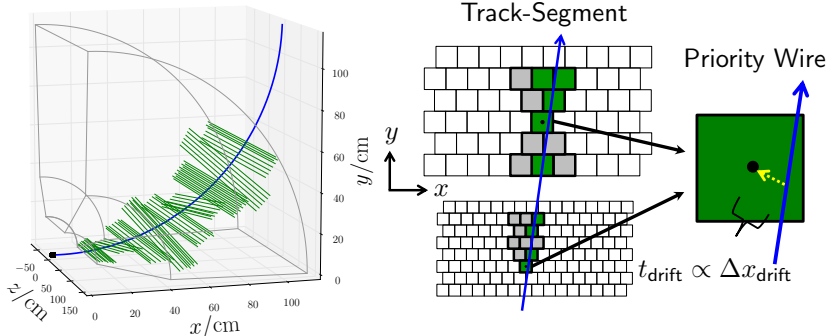 Track-Segment
Priority Wire
y
x
t_drift ∝ Δx_drift
100
80
60
40
20
0
y/cm
−50
0
50
100
150
z/cm
0
20
40
60
80
100
x/cm